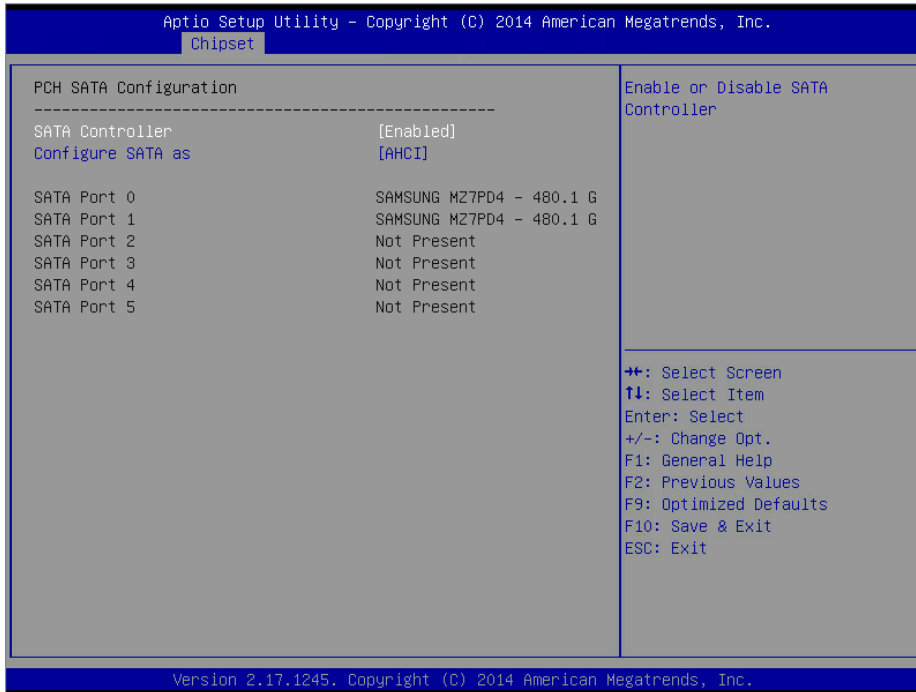 Aptio Setup Utility – Copyright (C) 2014 American Megatrends, Inc.
Chipset
PCH SATA Configuration
--------------------------------------------------
SATA Controller [Enabled]
Configure SATA as [AHCI]
SATA Port 0 SAMSUNG MZ7PD4 – 480.1 G
SATA Port 1 SAMSUNG MZ7PD4 – 480.1 G
SATA Port 2 Not Present
SATA Port 3 Not Present
SATA Port 4 Not Present
SATA Port 5 Not Present
Enable or Disable SATA
Controller
→←: Select Screen
↑↓: Select Item
Enter: Select
+/-: Change Opt.
F1: General Help
F2: Previous Values
F9: Optimized Defaults
F10: Save & Exit
ESC: Exit
Version 2.17.1245. Copyright (C) 2014 American Megatrends, Inc.